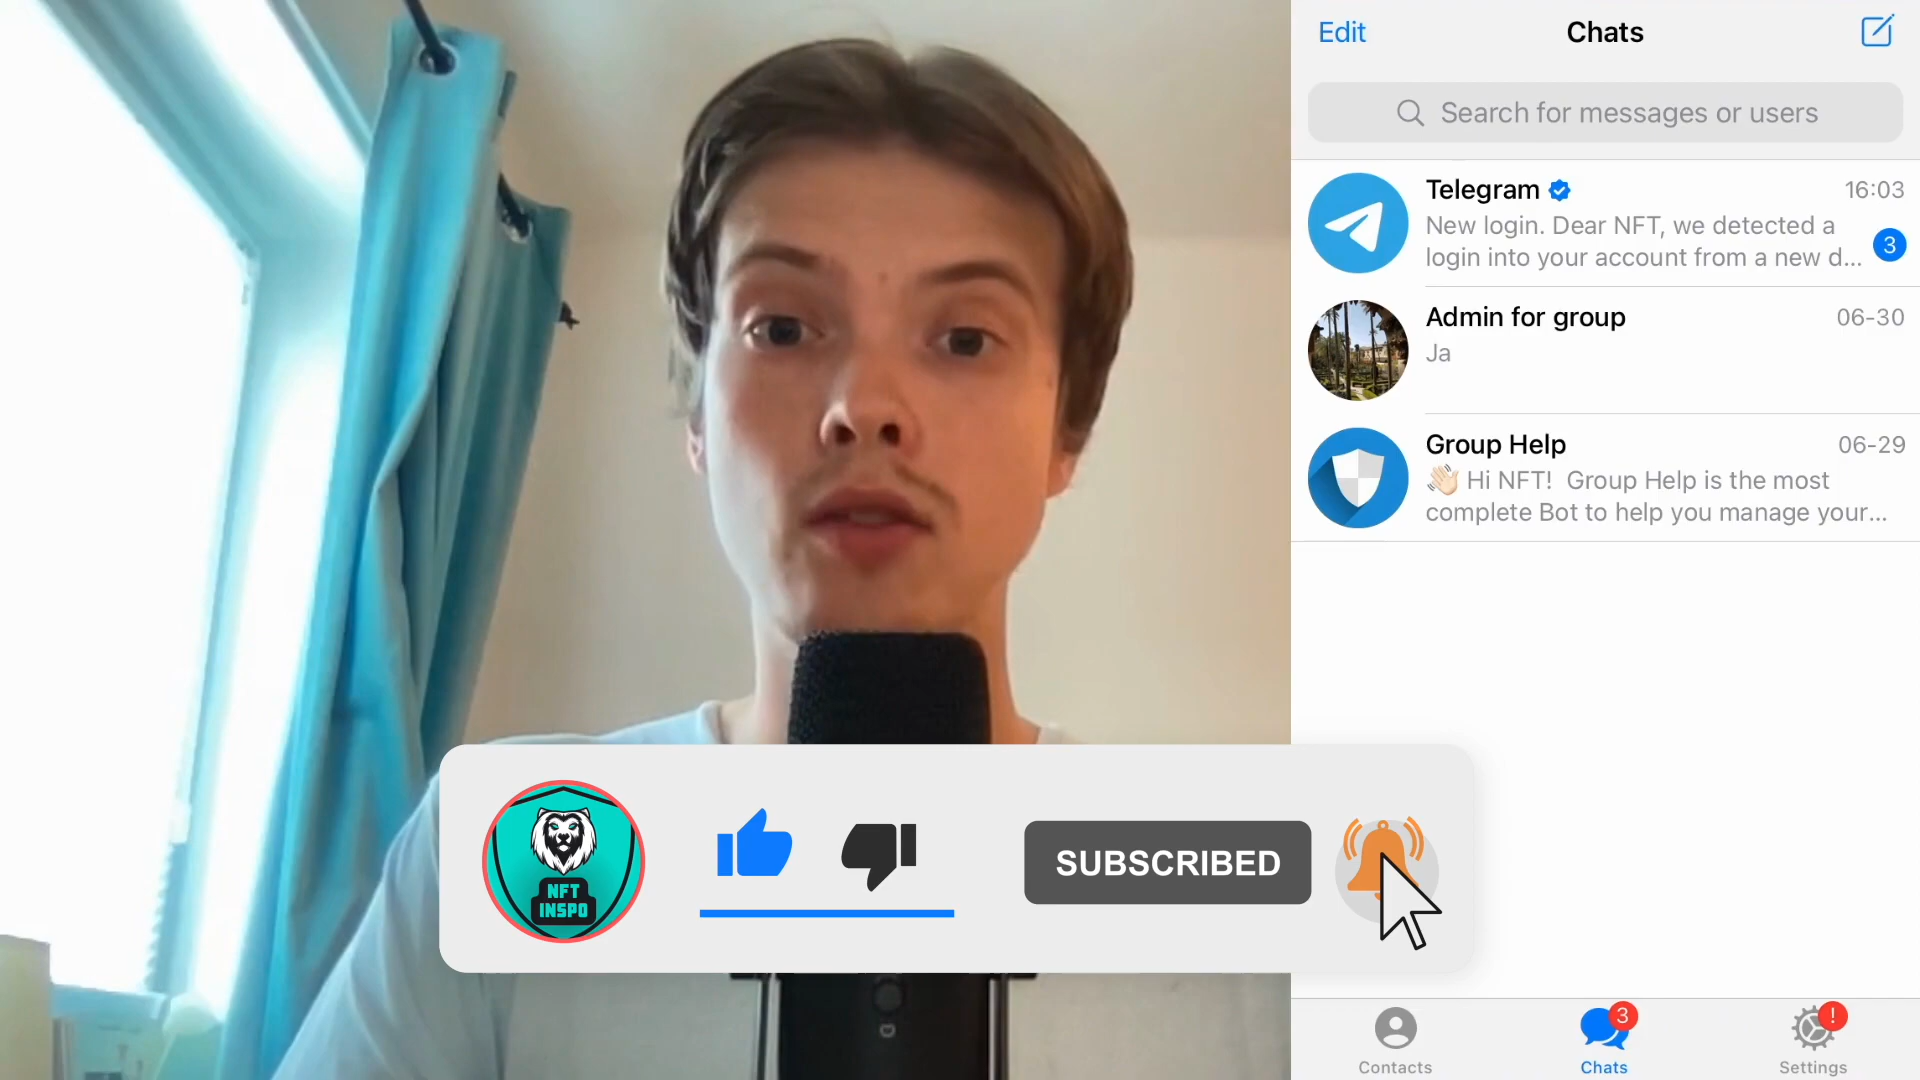 Edit
Chats
Search for messages or users
Telegram
16:03
New login. Dear NFT, we detected a
login into your account from a new d...
3
Admin for group
06-30
Ja
Group Help
06-29
👋🏻 Hi NFT!  Group Help is the most
complete Bot to help you manage your...
NFT
INSPO
SUBSCRIBED
3
!
Contacts
Chats
Settings